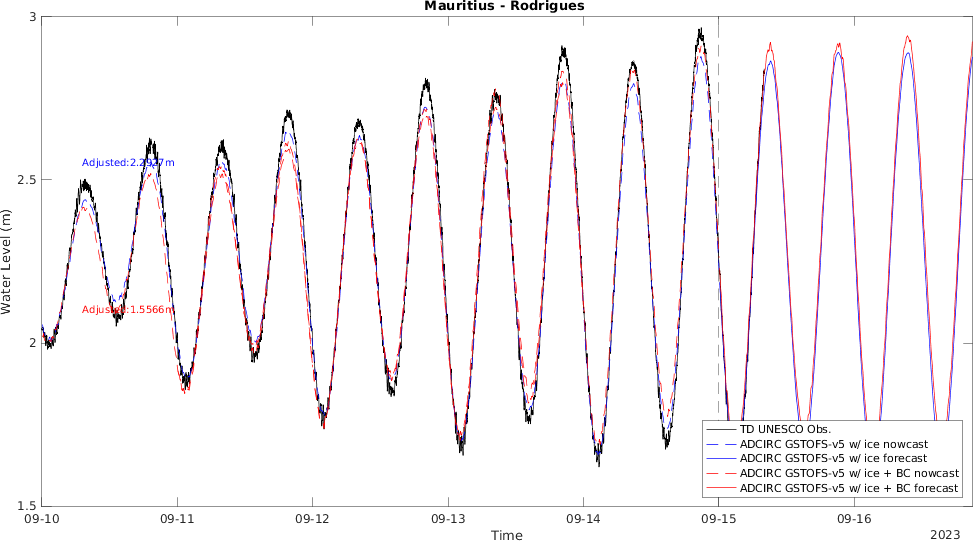 Mauritius - Rodrigues
3
2.5
2
1.5
Water Level (m)
Adjusted:2.2927m
Adjusted:1.5566m
TD UNESCO Obs.
ADCIRC GSTOFS-v5 w/ ice nowcast
ADCIRC GSTOFS-v5 w/ ice forecast
ADCIRC GSTOFS-v5 w/ ice + BC nowcast
ADCIRC GSTOFS-v5 w/ ice + BC forecast
09-10 09-11 09-12 09-13 09-14 09-15 09-16
Time
2023